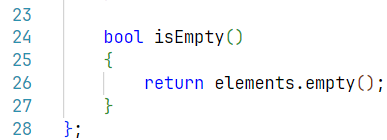 23
24 bool isEmpty()
25 {
26 return elements.empty();
27 }
28 };